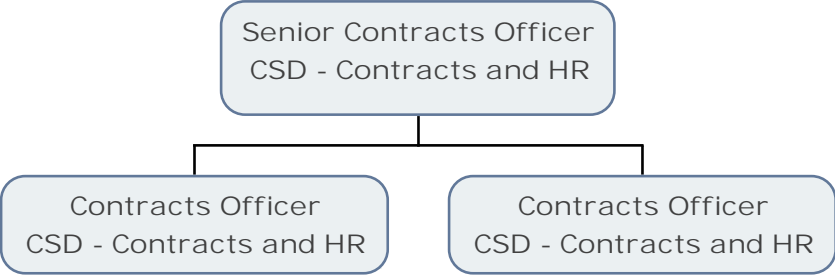 Senior Contracts Officer
CSD - Contracts and HR
Contracts Officer
CSD - Contracts and HR
Contracts Officer
CSD - Contracts and HR